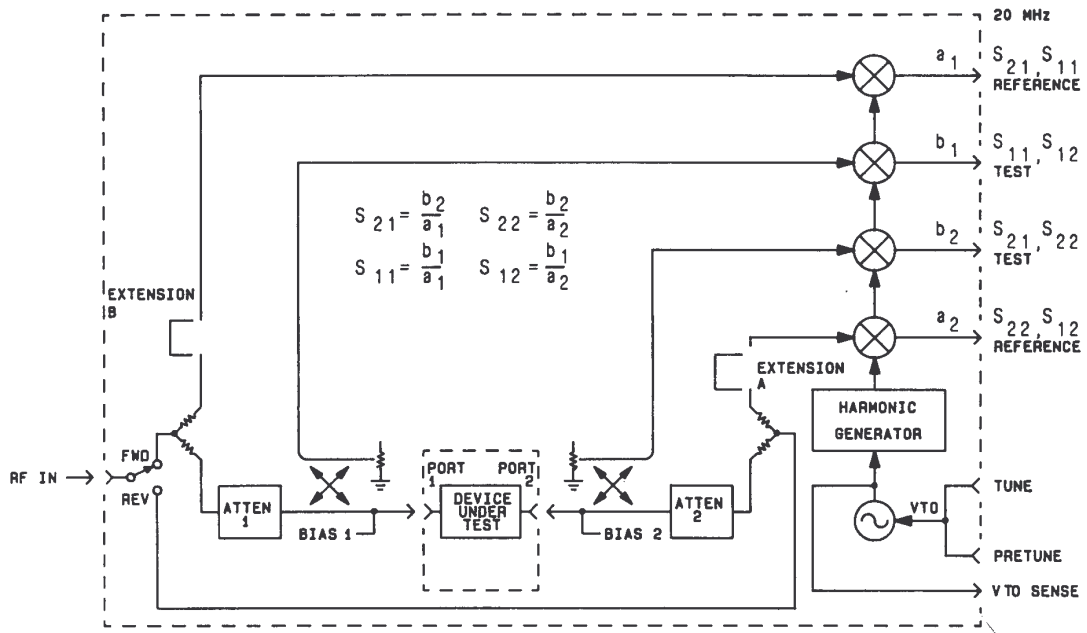 20 MHz
a1
S21, S11
REFERENCE
b1
S11, S12
TEST
S21 = b2/a1
S22 = b2/a2
b2
S21, S22
TEST
S11 = b1/a1
S12 = b1/a2
EXTENSION
B
a2
S22, S12
REFERENCE
EXTENSION
A
HARMONIC
GENERATOR
FWD
RF IN
REV
PORT
1
PORT
2
DEVICE
UNDER
TEST
ATTEN
1
ATTEN
2
BIAS 1
BIAS 2
VTO
TUNE
PRETUNE
VTO SENSE